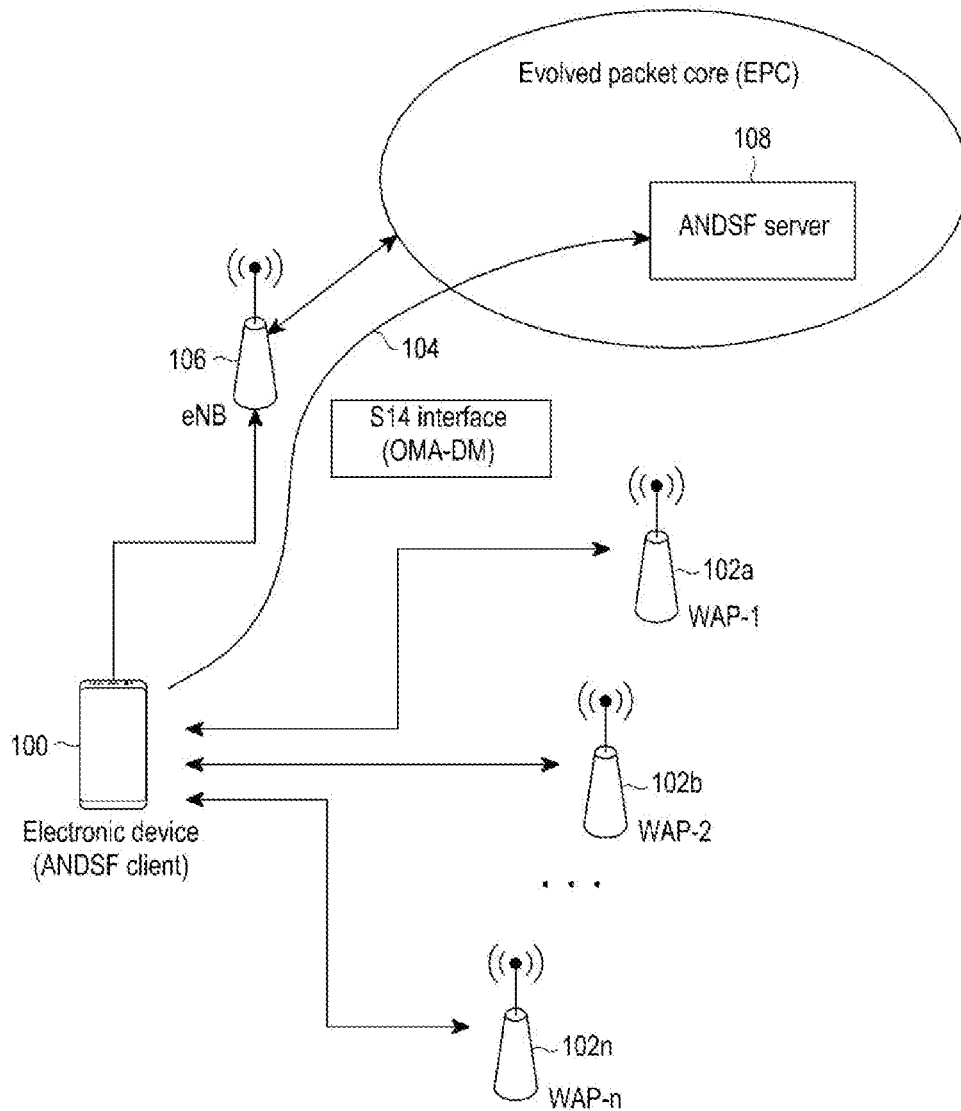 Evolved packet core (EPC)
108
ANDSF server
106
eNB
104
S14 interface
(OMA-DM)
102a
WAP-1
100
Electronic device
(ANDSF client)
102b
WAP-2
. . .
102n
WAP-n